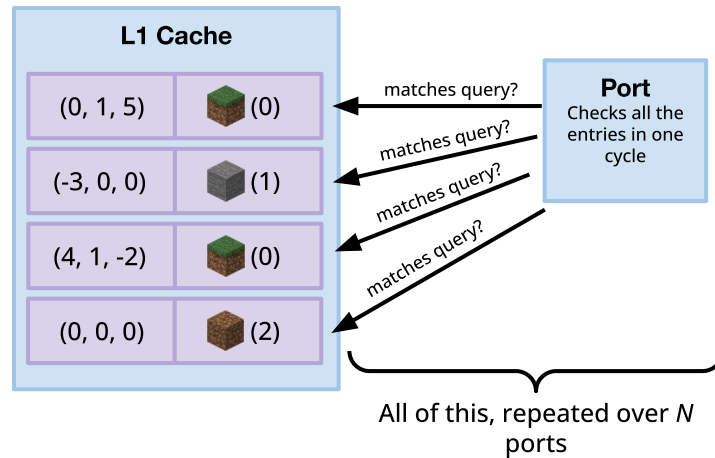 L1 Cache
(0, 1, 5) (0)
(-3, 0, 0) (1)
(4, 1, -2) (0)
(0, 0, 0) (2)
matches query?
matches query?
matches query?
matches query?
Port
Checks all the
entries in one
cycle
All of this, repeated over N
ports